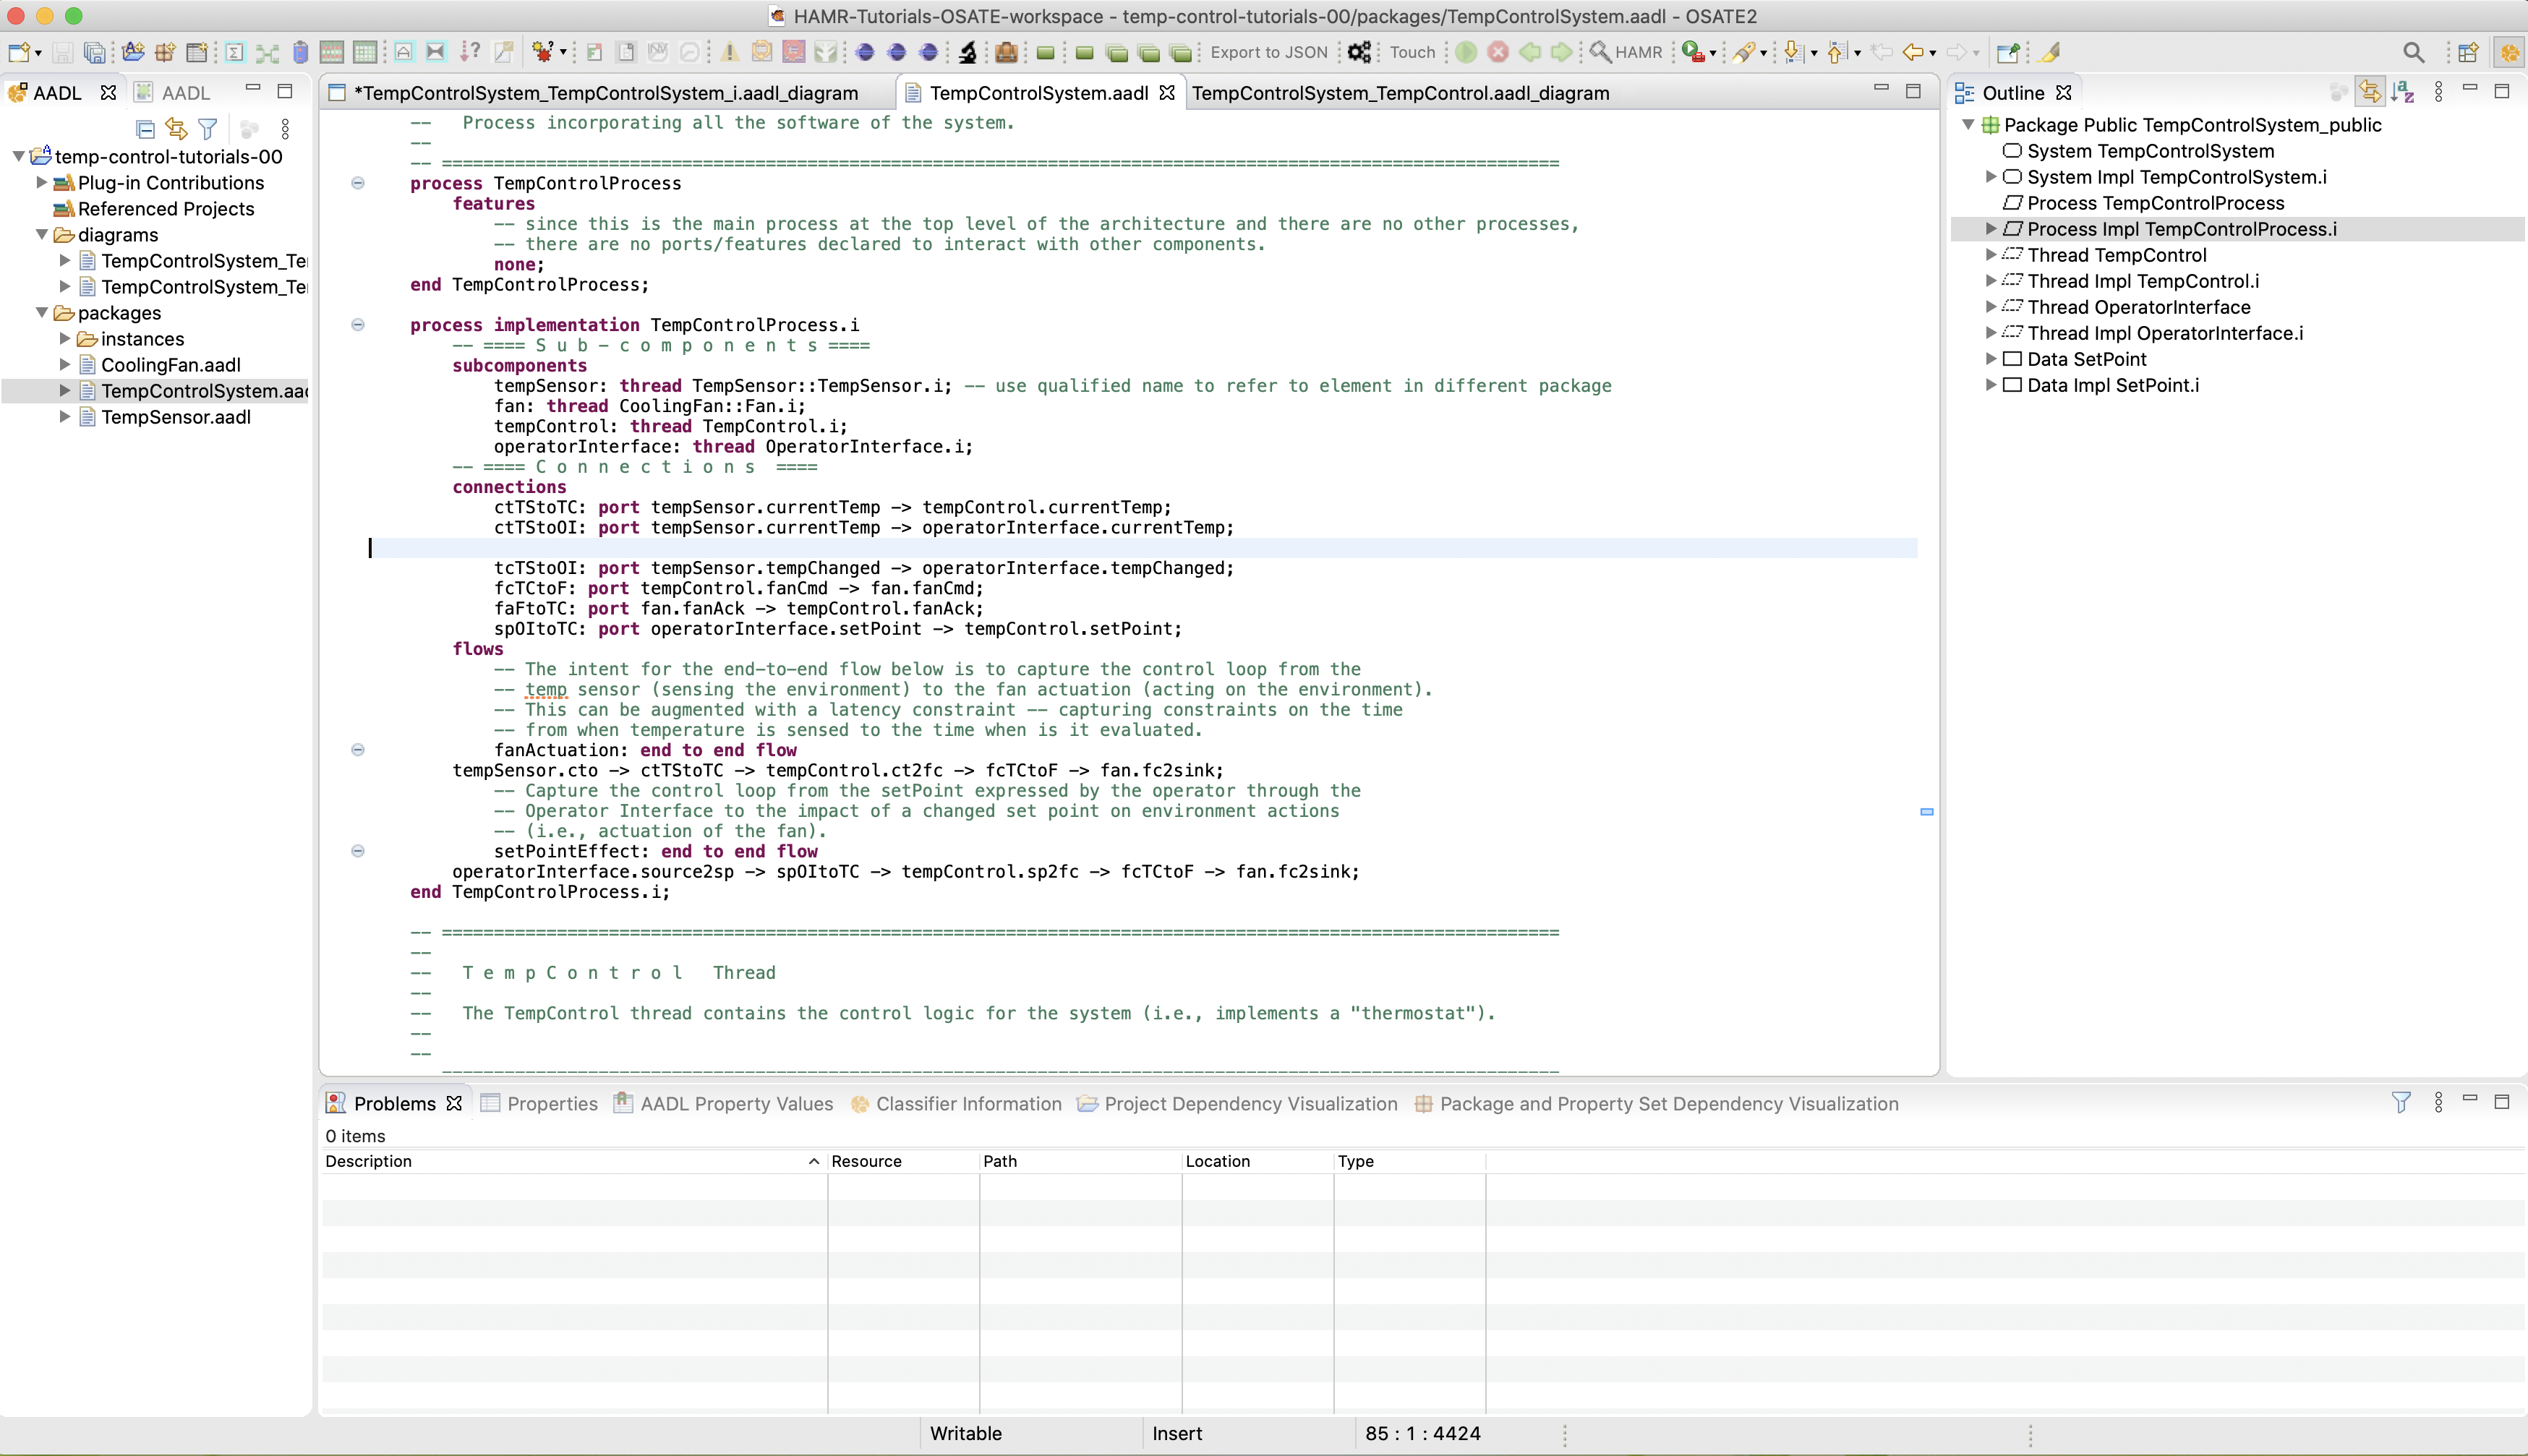 HAMR-Tutorials-OSATE-workspace - temp-control-tutorials-00/packages/TempControlSystem.aadl - OSATE2
Export to JSON
Touch
HAMR
AADL
AADL
temp-control-tutorials-00
Plug-in Contributions
Referenced Projects
diagrams
TempControlSystem_Te
TempControlSystem_Te
packages
instances
CoolingFan.aadl
TempControlSystem.aad
TempSensor.aadl
*TempControlSystem_TempControlSystem_i.aadl_diagram
TempControlSystem.aadl
TempControlSystem_TempControl.aadl_diagram
-- Process incorporating all the software of the system.
--
-- ===========================================================================================================
process TempControlProcess
features
-- since this is the main process at the top level of the architecture and there are no other processes,
-- there are no ports/features declared to interact with other components.
none;
end TempControlProcess;
process implementation TempControlProcess.i
-- ==== S u b - c o m p o n e n t s ====
subcomponents
tempSensor: thread TempSensor::TempSensor.i; -- use qualified name to refer to element in different package
fan: thread CoolingFan::Fan.i;
tempControl: thread TempControl.i;
operatorInterface: thread OperatorInterface.i;
-- ==== C o n n e c t i o n s  ====
connections
ctTStoTC: port tempSensor.currentTemp -> tempControl.currentTemp;
ctTStoOI: port tempSensor.currentTemp -> operatorInterface.currentTemp;
tcTStoOI: port tempSensor.tempChanged -> operatorInterface.tempChanged;
fcTCtoF: port tempControl.fanCmd -> fan.fanCmd;
faFtoTC: port fan.fanAck -> tempControl.fanAck;
spOItoTC: port operatorInterface.setPoint -> tempControl.setPoint;
flows
-- The intent for the end-to-end flow below is to capture the control loop from the
-- temp sensor (sensing the environment) to the fan actuation (acting on the environment).
-- This can be augmented with a latency constraint -- capturing constraints on the time
-- from when temperature is sensed to the time when is it evaluated.
fanActuation: end to end flow
tempSensor.cto -> ctTStoTC -> tempControl.ct2fc -> fcTCtoF -> fan.fc2sink;
-- Capture the control loop from the setPoint expressed by the operator through the
-- Operator Interface to the impact of a changed set point on environment actions
-- (i.e., actuation of the fan).
setPointEffect: end to end flow
operatorInterface.source2sp -> spOItoTC -> tempControl.sp2fc -> fcTCtoF -> fan.fc2sink;
end TempControlProcess.i;
-- ===========================================================================================================
--
-- T e m p C o n t r o l   Thread
--
-- The TempControl thread contains the control logic for the system (i.e., implements a "thermostat").
--
--
Outline
Package Public TempControlSystem_public
System TempControlSystem
System Impl TempControlSystem.i
Process TempControlProcess
Process Impl TempControlProcess.i
Thread TempControl
Thread Impl TempControl.i
Thread OperatorInterface
Thread Impl OperatorInterface.i
Data SetPoint
Data Impl SetPoint.i
Problems
Properties
AADL Property Values
Classifier Information
Project Dependency Visualization
Package and Property Set Dependency Visualization
0 items
Description
Resource
Path
Location
Type
Writable
Insert
85 : 1 : 4424